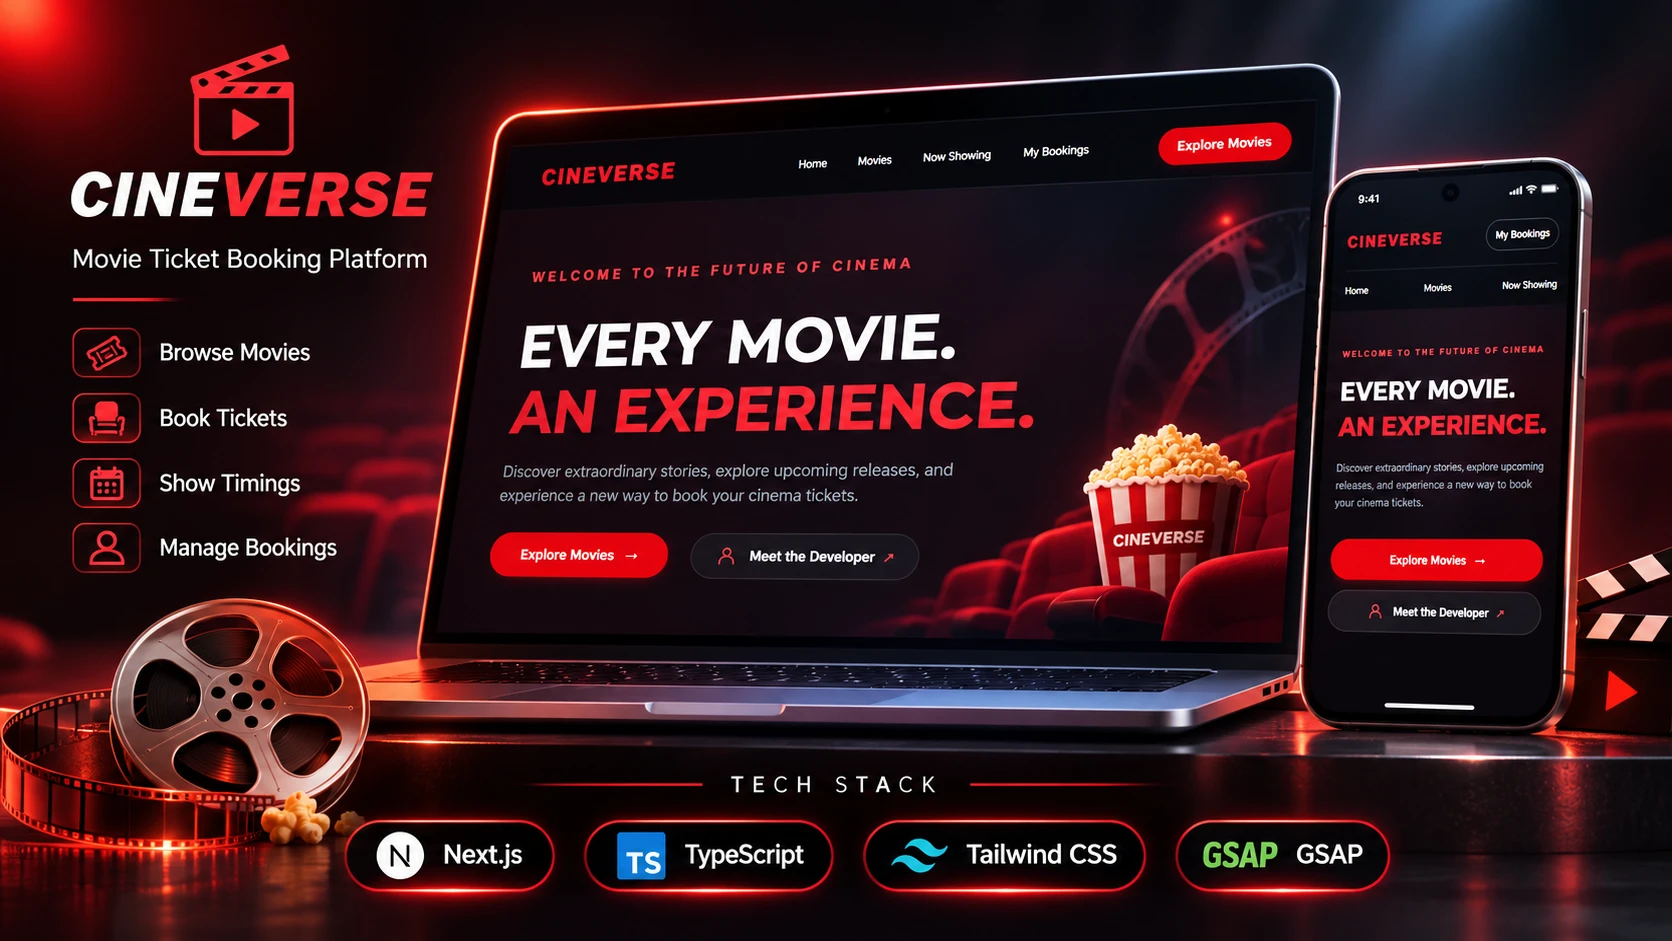 CINEVERSE
Movie Ticket Booking Platform
Browse Movies
Book Tickets
Show Timings
Manage Bookings
CINEVERSE
Home
Movies
Now Showing
My Bookings
Explore Movies
WELCOME TO THE FUTURE OF CINEMA
EVERY MOVIE.
AN EXPERIENCE.
Discover extraordinary stories, explore upcoming releases, and
experience a new way to book your cinema tickets.
Explore Movies →
Meet the Developer ↗
CINEVERSE
9:41
CINEVERSE
My Bookings
Home
Movies
Now Showing
WELCOME TO THE FUTURE OF CINEMA
EVERY MOVIE.
AN EXPERIENCE.
Discover extraordinary stories, explore upcoming
releases, and experience a new way to book
your cinema tickets.
Explore Movies →
Meet the Developer ↗
TECH STACK
N Next.js
TS TypeScript
Tailwind CSS
GSAP GSAP